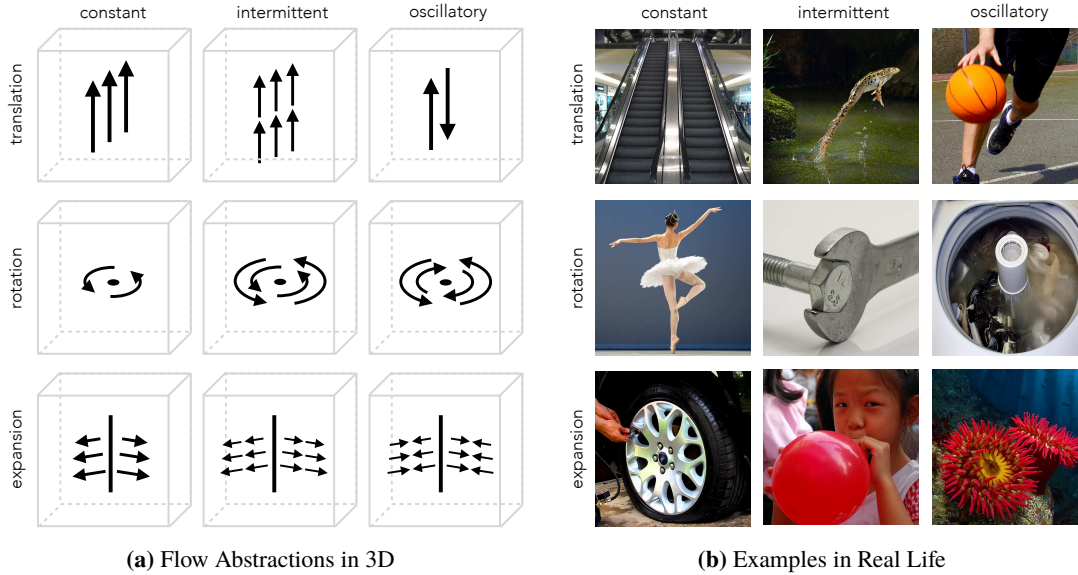 constant intermittent oscillatory
translation
rotation
expansion
(a) Flow Abstractions in 3D
constant intermittent oscillatory
translation
rotation
expansion
(b) Examples in Real Life